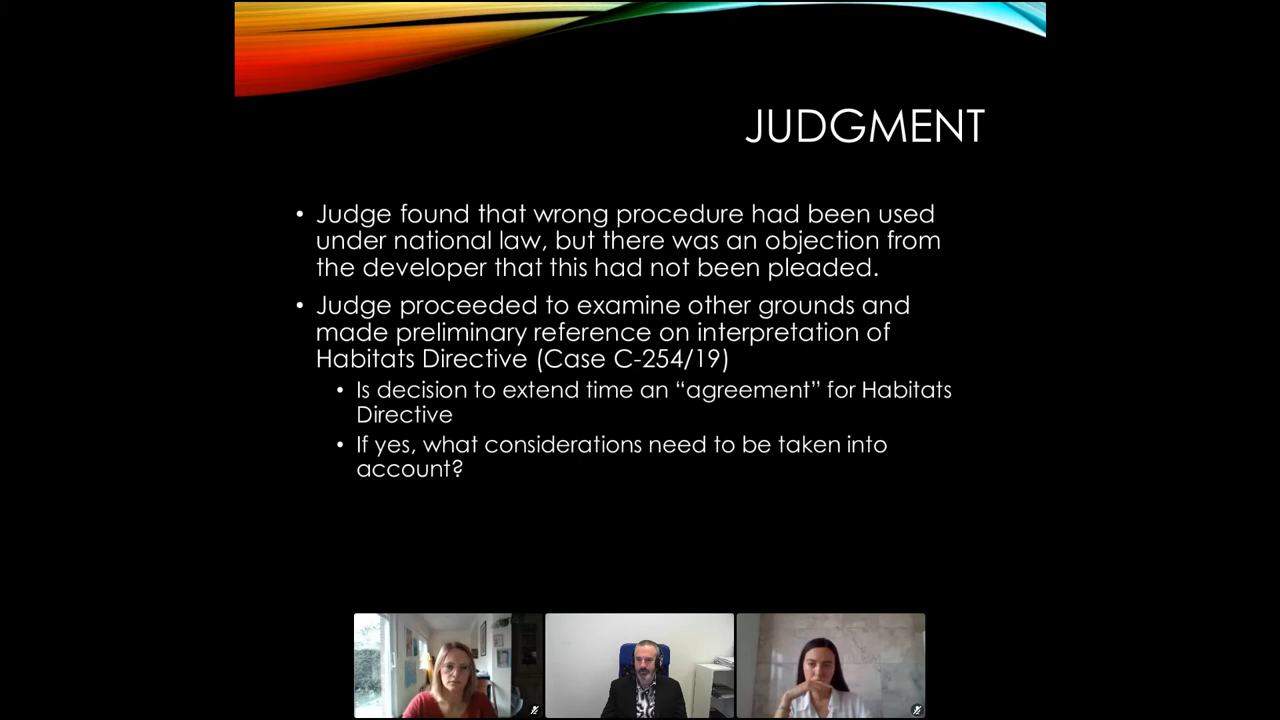 JUDGMENT
• Judge found that wrong procedure had been used
under national law, but there was an objection from
the developer that this had not been pleaded.
• Judge proceeded to examine other grounds and
made preliminary reference on interpretation of
Habitats Directive (Case C-254/19)
• Is decision to extend time an “agreement” for Habitats
Directive
• If yes, what considerations need to be taken into
account?